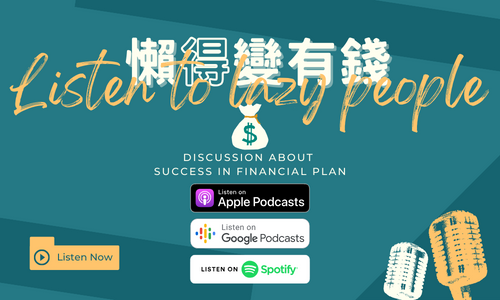 懶得變有錢
Listen to lazy people
$
DISCUSSION ABOUT
SUCCESS IN FINANCIAL PLAN
Listen on
Apple Podcasts
Listen on
Google Podcasts
LISTEN ON Spotify
Listen Now